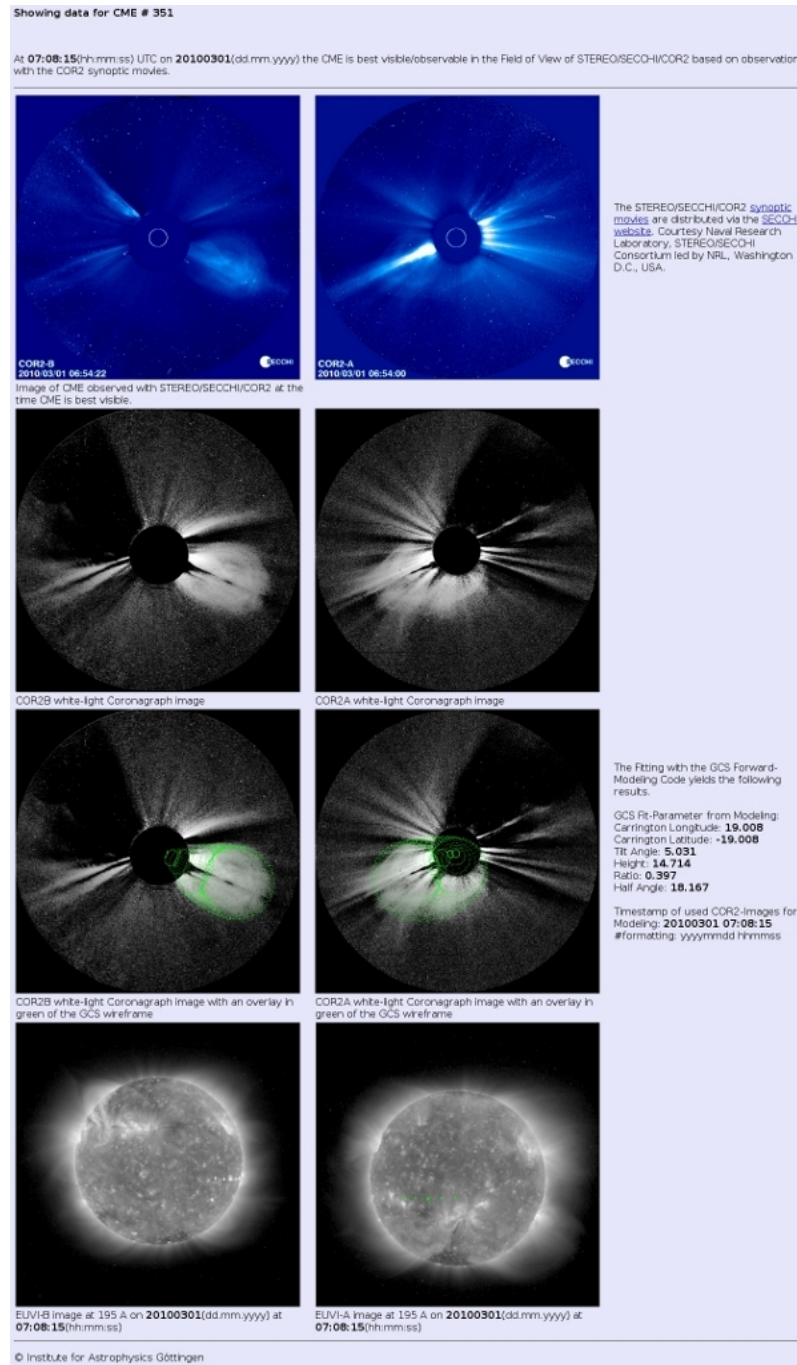 Showing data for CME # 351
At 07:08:15(hh:mm:ss) UTC on 20100301(dd.mm.yyyy) the CME is best visible/observable in the Field of View of STEREO/SECCHI/COR2 based on observation
with the COR2 synoptic movies.
COR2-B
2010/03/01 06:54:22
SECCHI
COR2-A
2010/03/01 06:54:00
SECCHI
The STEREO/SECCHI/COR2 synoptic
movies are distributed via the SECCHI
website. Courtesy Naval Research
Laboratory, STEREO/SECCHI
Consortium led by NRL, Washington
D.C., USA.
Image of CME observed with STEREO/SECCHI/COR2 at the
time CME is best visible.
COR2B white-light Coronagraph image
COR2A white-light Coronagraph image
The Fitting with the GCS Forward-
Modeling Code yields the following
results.
GCS Fit-Parameter from Modeling:
Carrington Longitude: 19.008
Carrington Latitude: -19.008
Tilt Angle: 5.031
Height: 14.714
Ratio: 0.397
Half Angle: 18.167
Timestamp of used COR2-Images for
Modeling: 20100301 07:08:15
#formatting: yyyymmdd hhmmss
COR2B white-light Coronagraph image with an overlay in
green of the GCS wireframe
COR2A white-light Coronagraph image with an overlay in
green of the GCS wireframe
EUVI-B image at 195 A on 20100301(dd.mm.yyyy) at
07:08:15(hh:mm:ss)
EUVI-A image at 195 A on 20100301(dd.mm.yyyy) at
07:08:15(hh:mm:ss)
© Institute for Astrophysics Göttingen